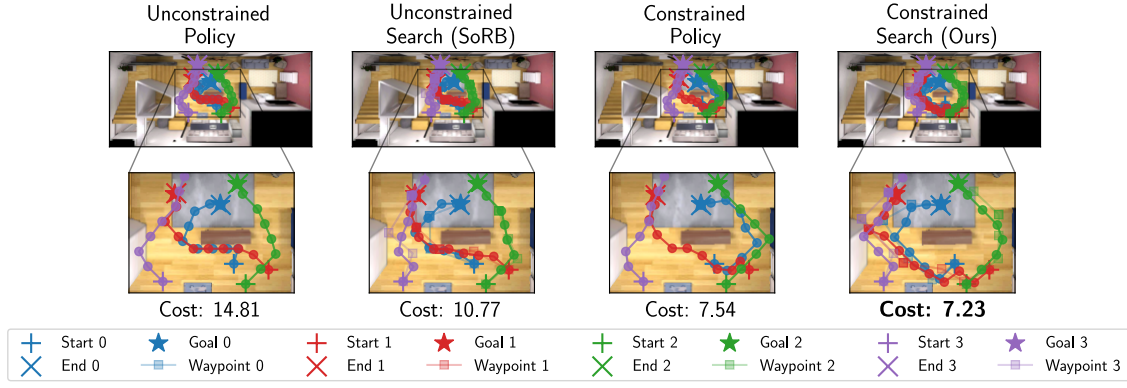 Unconstrained
Policy
Unconstrained
Search (SoRB)
Constrained
Policy
Constrained
Search (Ours)
Cost: 14.81
Cost: 10.77
Cost: 7.54
Cost: 7.23
Start 0
Goal 0
Start 1
Goal 1
Start 2
Goal 2
Start 3
Goal 3
End 0
Waypoint 0
End 1
Waypoint 1
End 2
Waypoint 2
End 3
Waypoint 3